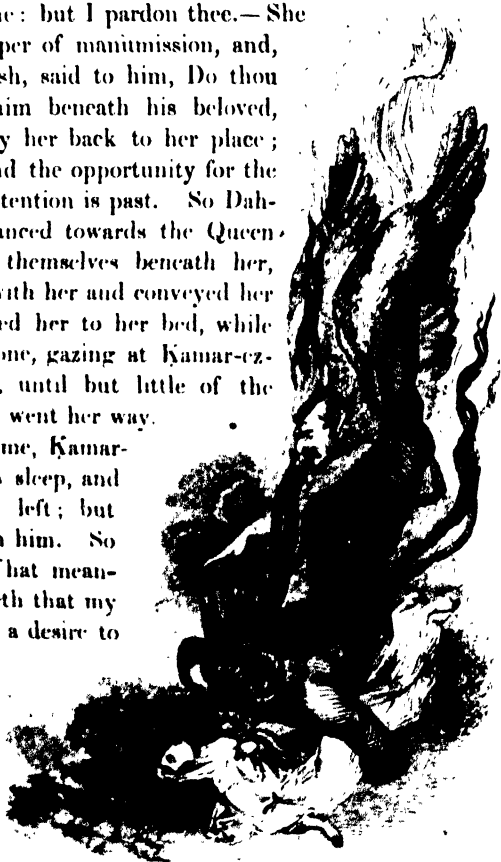 ne: but I pardon thee.— She
per of manumission, and,
sh, said to him, Do thou
him beneath his beloved,
y her back to her place;
nd the opportunity for the
tention is past. So Dah-
anced towards the Queen
themselves beneath her,
with her and conveyed her
ed her to her bed, while
one, gazing at Kamar-ez-
, until but little of the
went her way.
me, Kamar-
sleep, and
left; but
him. So
hat mean-
th that my
a desire to